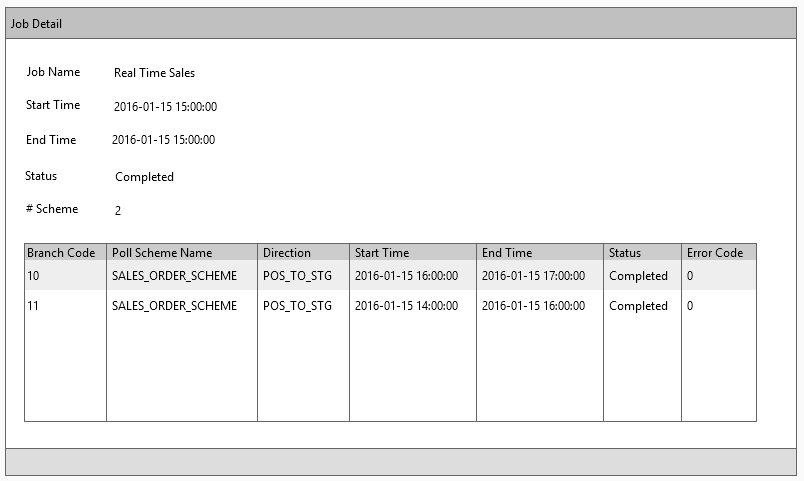 Job Detail
Job Name Real Time Sales
Start Time 2016-01-15 15:00:00
End Time 2016-01-15 15:00:00
Status Completed
# Scheme 2
Branch Code Poll Scheme Name Direction Start Time End Time Status Error Code
10 SALES_ORDER_SCHEME POS_TO_STG 2016-01-15 16:00:00 2016-01-15 17:00:00 Completed 0
11 SALES_ORDER_SCHEME POS_TO_STG 2016-01-15 14:00:00 2016-01-15 16:00:00 Completed 0